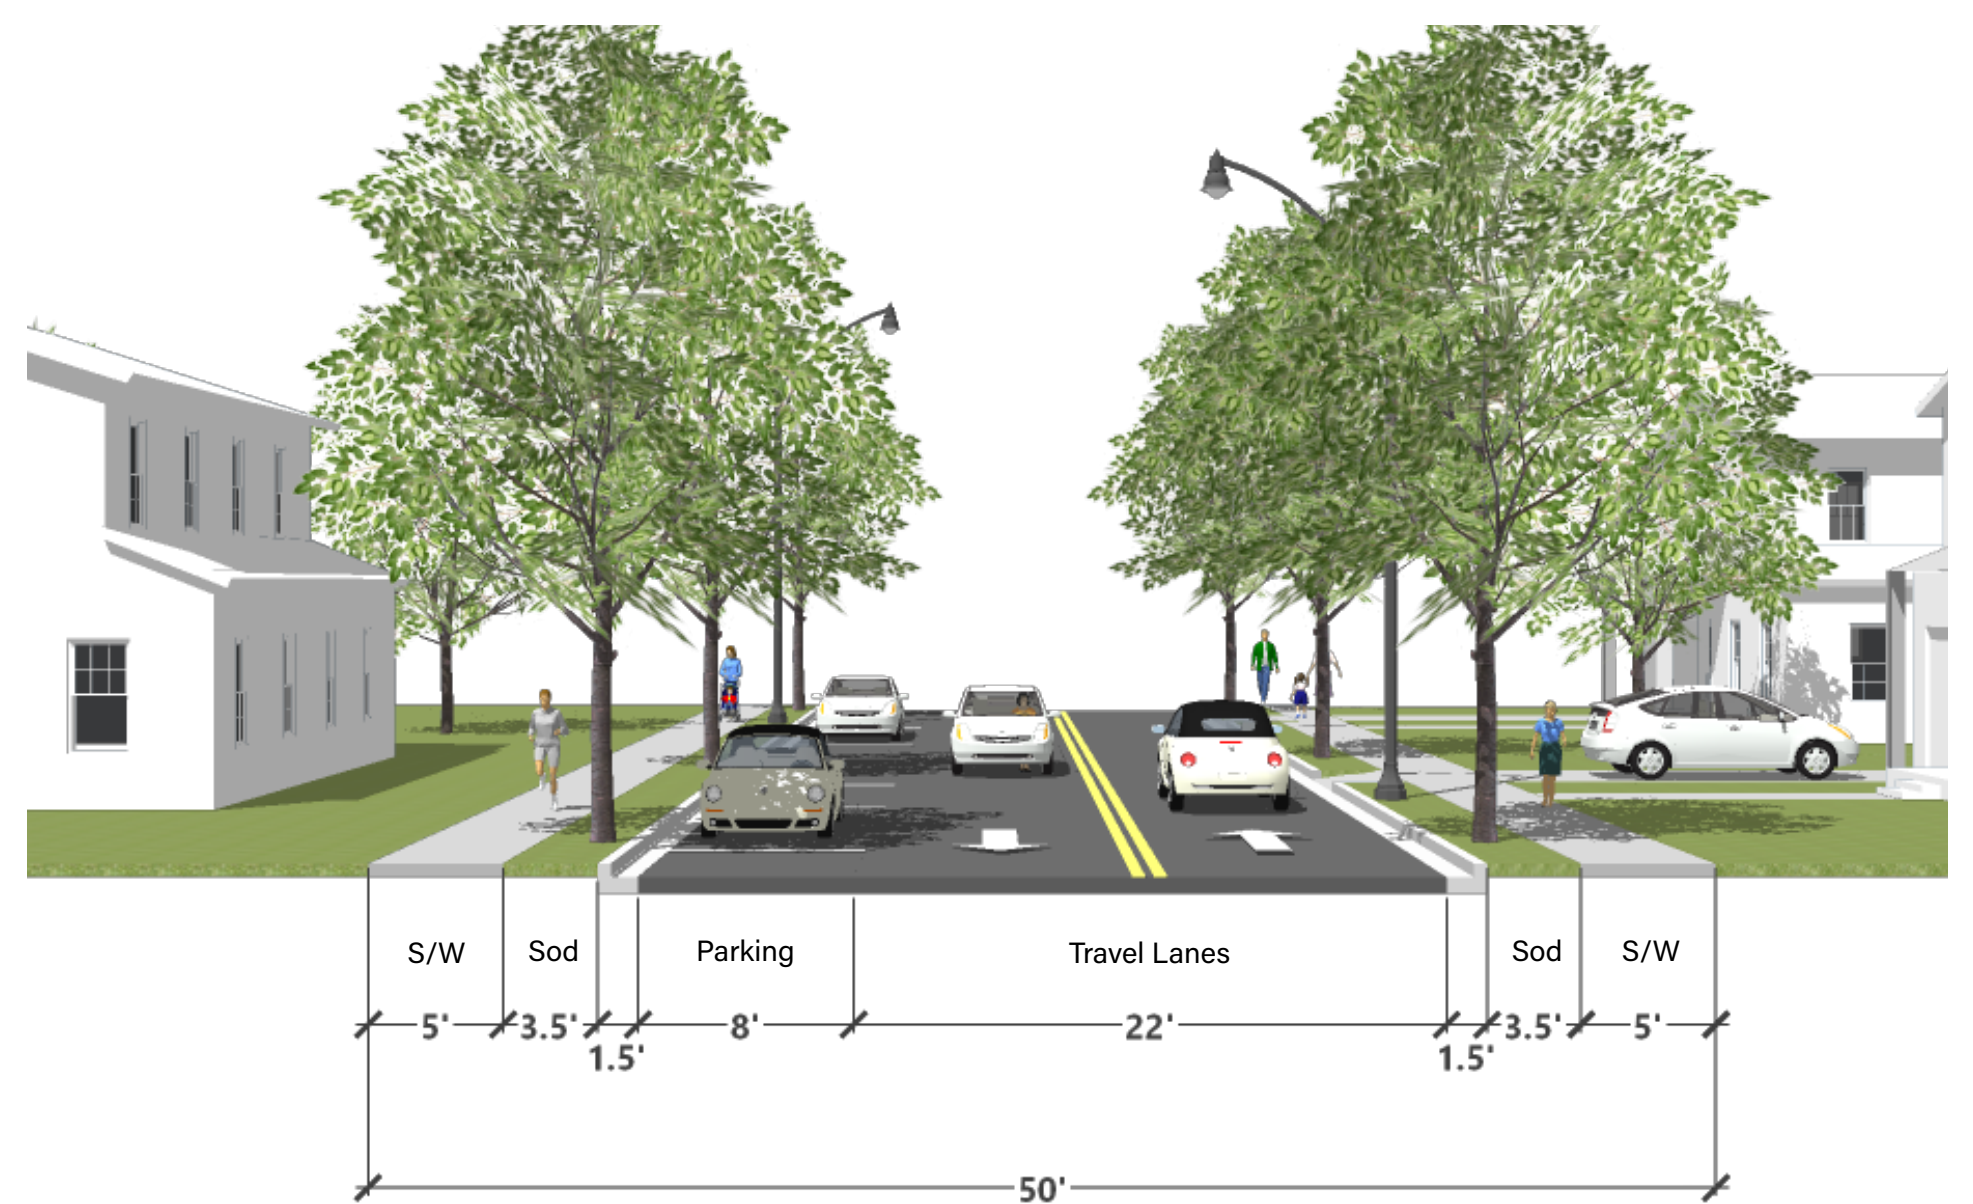 S/W Sod Parking Travel Lanes Sod S/W
5' 3.5' 8' 22' 3.5' 5'
1.5' 1.5'
50'